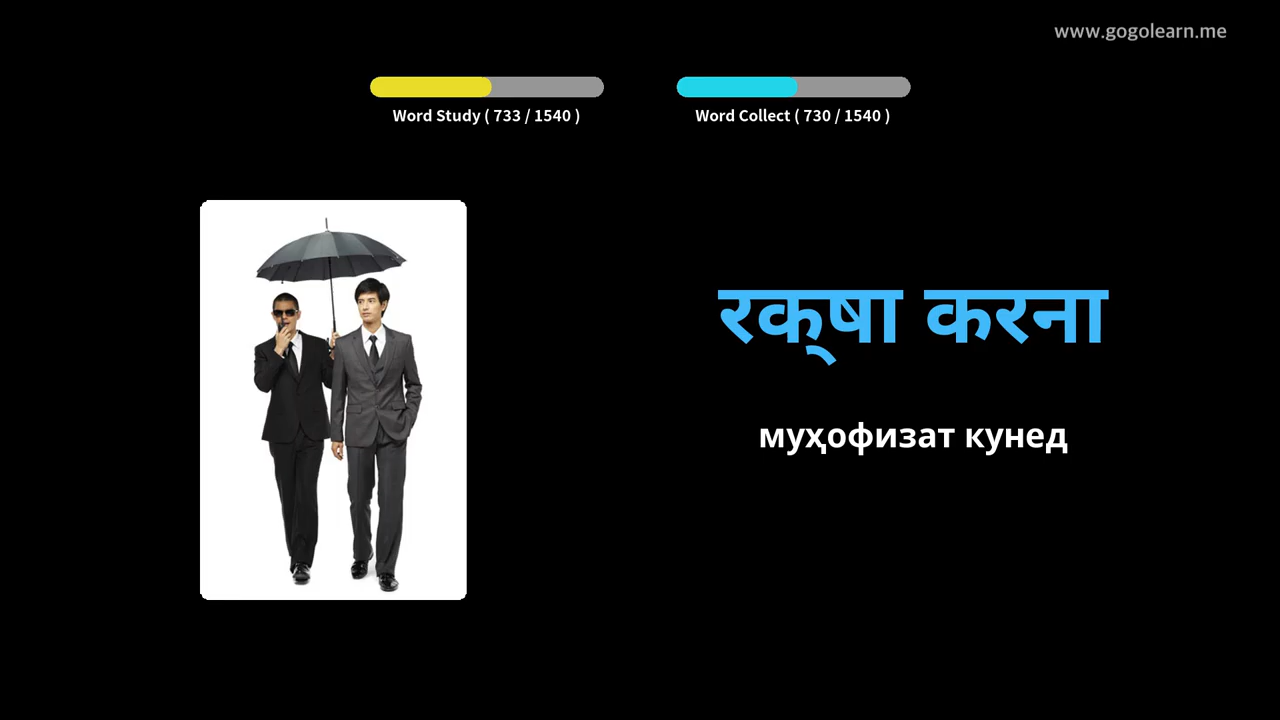 www.gogolearn.me
Word Study ( 733 / 1540 )
Word Collect ( 730 / 1540 )
रक्‌षा करना
муҳофизат кунед